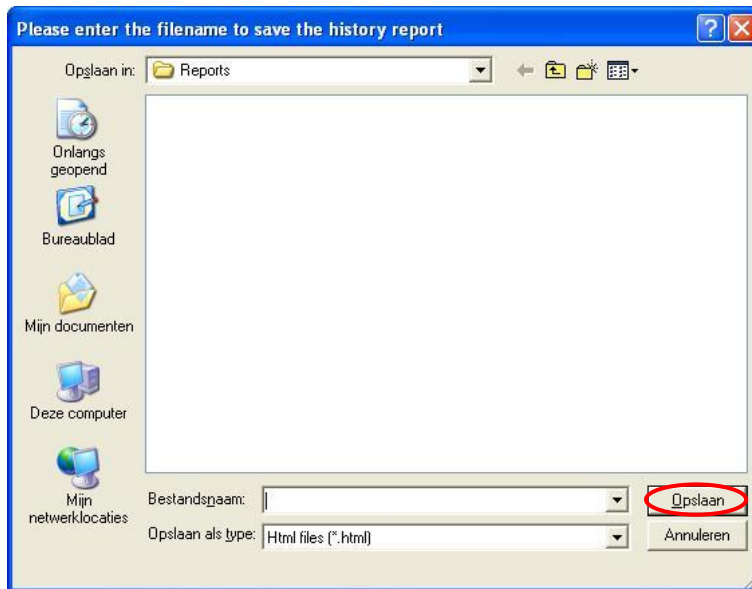 Please enter the filename to save the history report
Opslaan in:
Reports
Onlangs
geopend
Bureaublad
Mijn documenten
Deze computer
Mijn
netwerklocaties
Bestandsnaam:
Opslaan
Opslaan als type:
Html files (*.html)
Annuleren